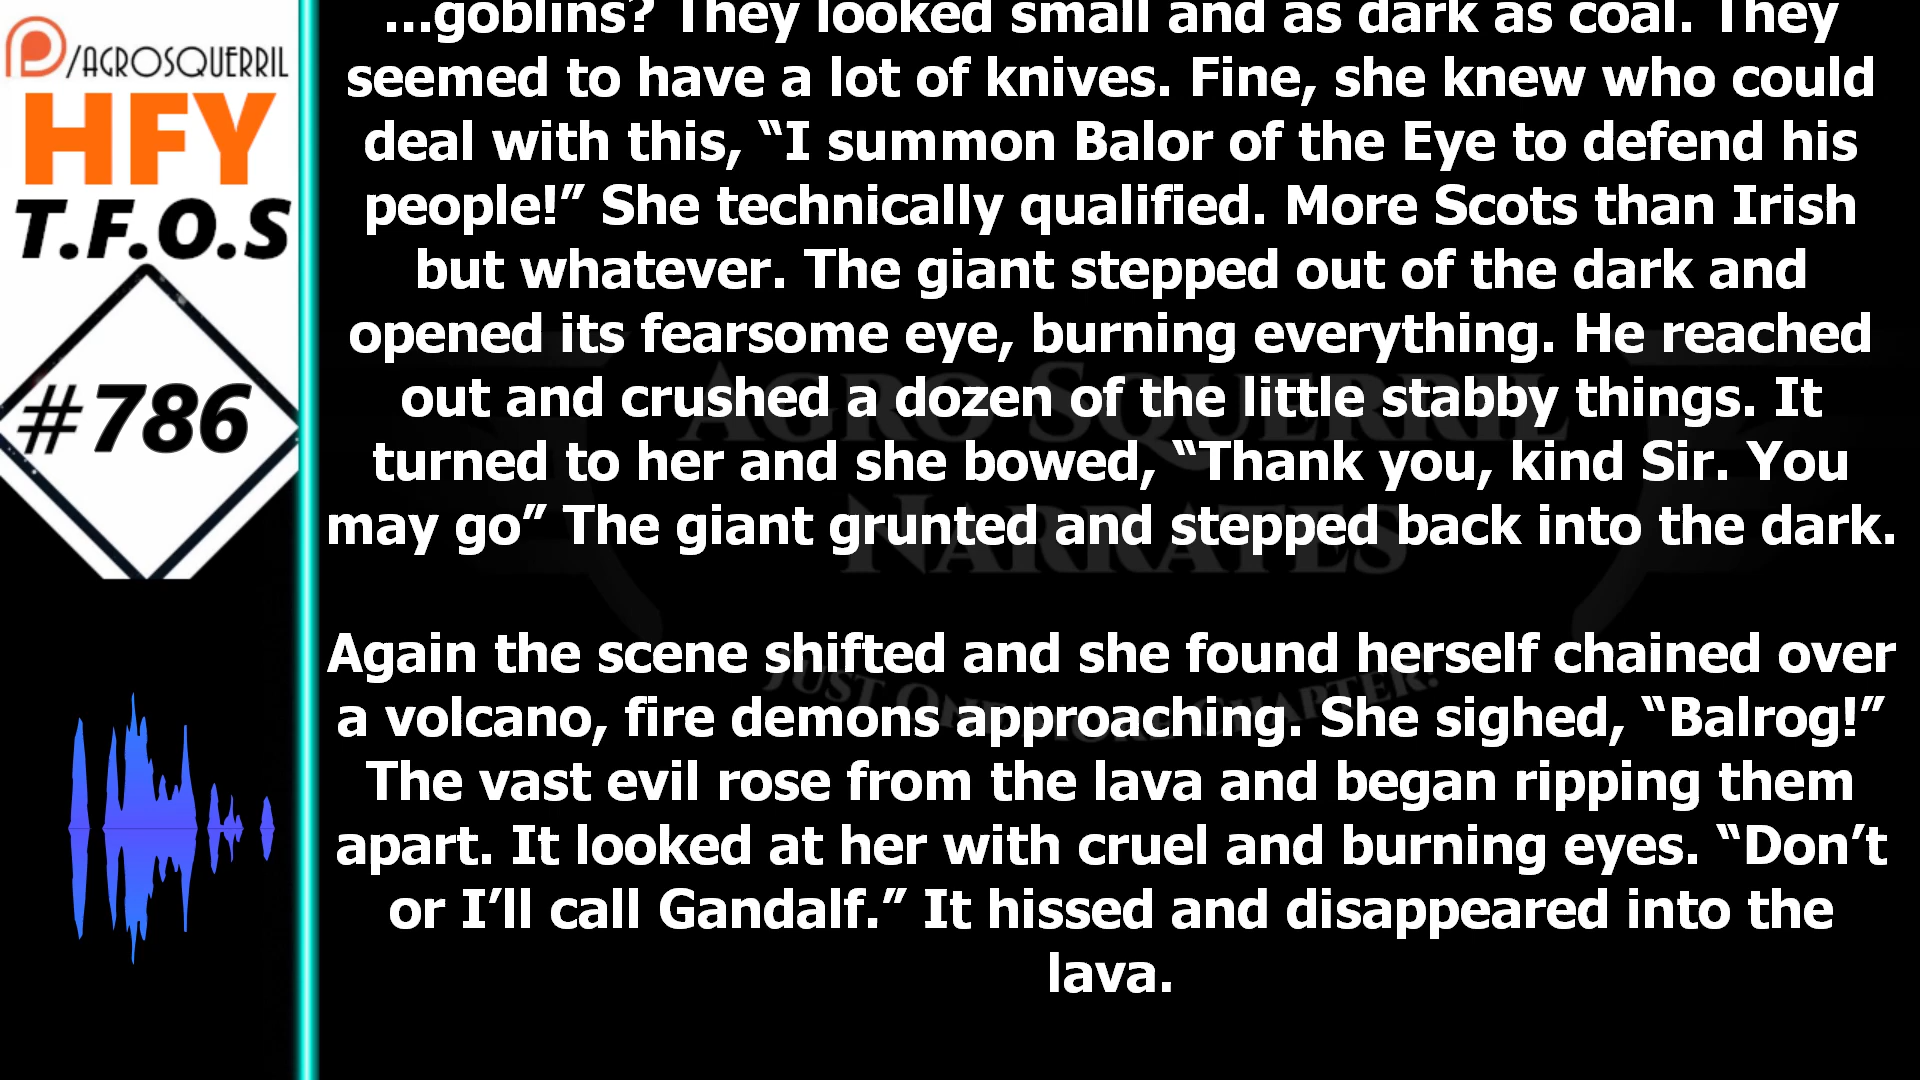 /AGROSQUERRIL
HFY
T.F.O.S
#786
...goblins? They looked small and as dark as coal. They
seemed to have a lot of knives. Fine, she knew who could
deal with this, “I summon Balor of the Eye to defend his
people!” She technically qualified. More Scots than Irish
but whatever. The giant stepped out of the dark and
opened its fearsome eye, burning everything. He reached
out and crushed a dozen of the little stabby things. It
turned to her and she bowed, “Thank you, kind Sir. You
may go” The giant grunted and stepped back into the dark.
Again the scene shifted and she found herself chained over
a volcano, fire demons approaching. She sighed, “Balrog!”
The vast evil rose from the lava and began ripping them
apart. It looked at her with cruel and burning eyes. “Don’t
or I’ll call Gandalf.” It hissed and disappeared into the
lava.
AGRO SQUERRIL
NARRATES
JUST ONE MORE CHAPTER.